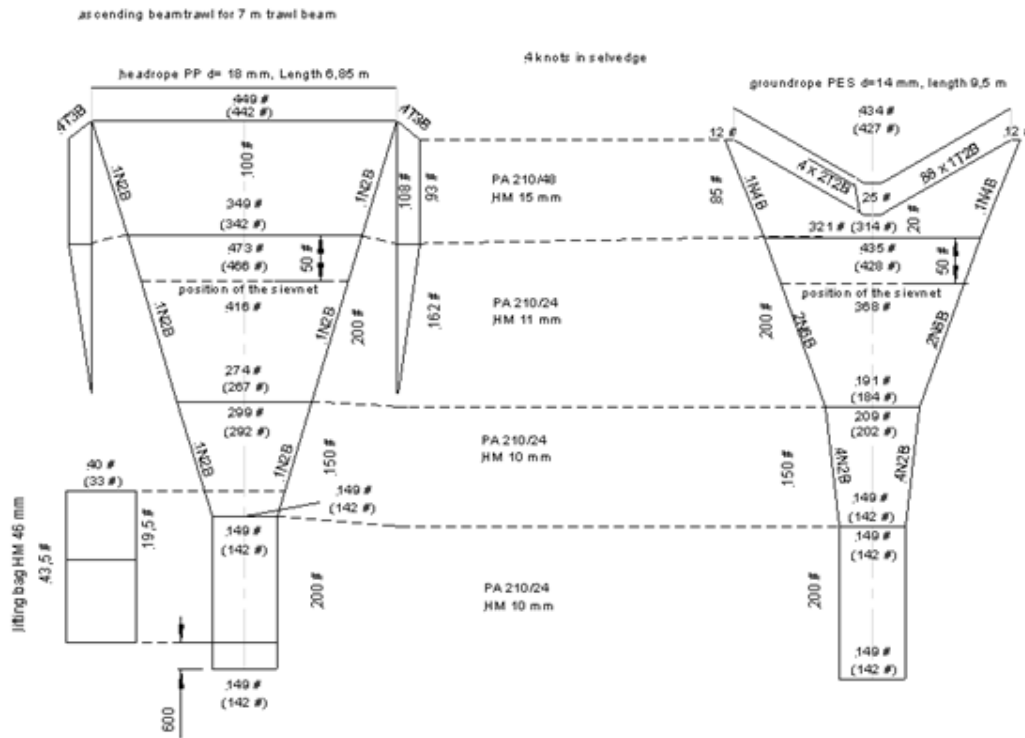 ascending beamtrawl for 7 m trawl beam
4 knots in selvedge
headrope PP d= 18 mm, Length 6,85 m
449 #
(442 #)
4T3B
4T3B
1N2B
100 #
1N2B
108 #
93 #
349 #
(342 #)
473
(466 #)
50 #
position of the sievnet
416 #
1N2B
1N2B
200 #
162 #
274 #
(267 #)
299 #
(292 #)
1N2B
1N2B
150 #
149 #
(142 #)
149 #
(142 #)
200 #
149 #
(142 #)
600
40 #
(33 #)
19,5 #
43,5 #
lifting bag HM 46 mm
PA 210/48
HM 15 mm
PA 210/24
HM 11 mm
PA 210/24
HM 10 mm
PA 210/24
HM 10 mm
groundrope PES d=14 mm, length 9,5 m
434 #
(427 #)
12 #
12 #
4 x 2T2B
88 x 1T2B
25 #
85 #
1N4B
1N4B
20 #
321 # (314 #)
435 #
(428 #)
50 #
position of the sievnet
368 #
200 #
2N6B
2N6B
191 #
(184 #)
209 #
(202 #)
150 #
4N2B
4N2B
149 #
(142 #)
149 #
(142 #)
200 #
149 #
(142 #)